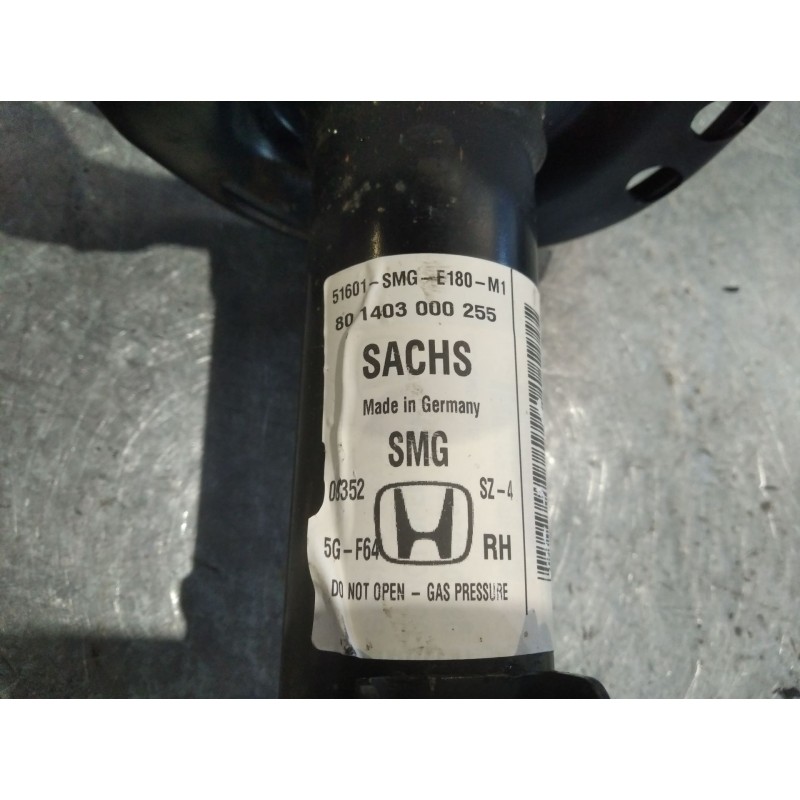 51601-SMG-E180-M1
80 1403 000 255
SACHS
Made in Germany
SMG
SZ-4
5G-F64
RH
DO NOT OPEN - GAS PRESSURE